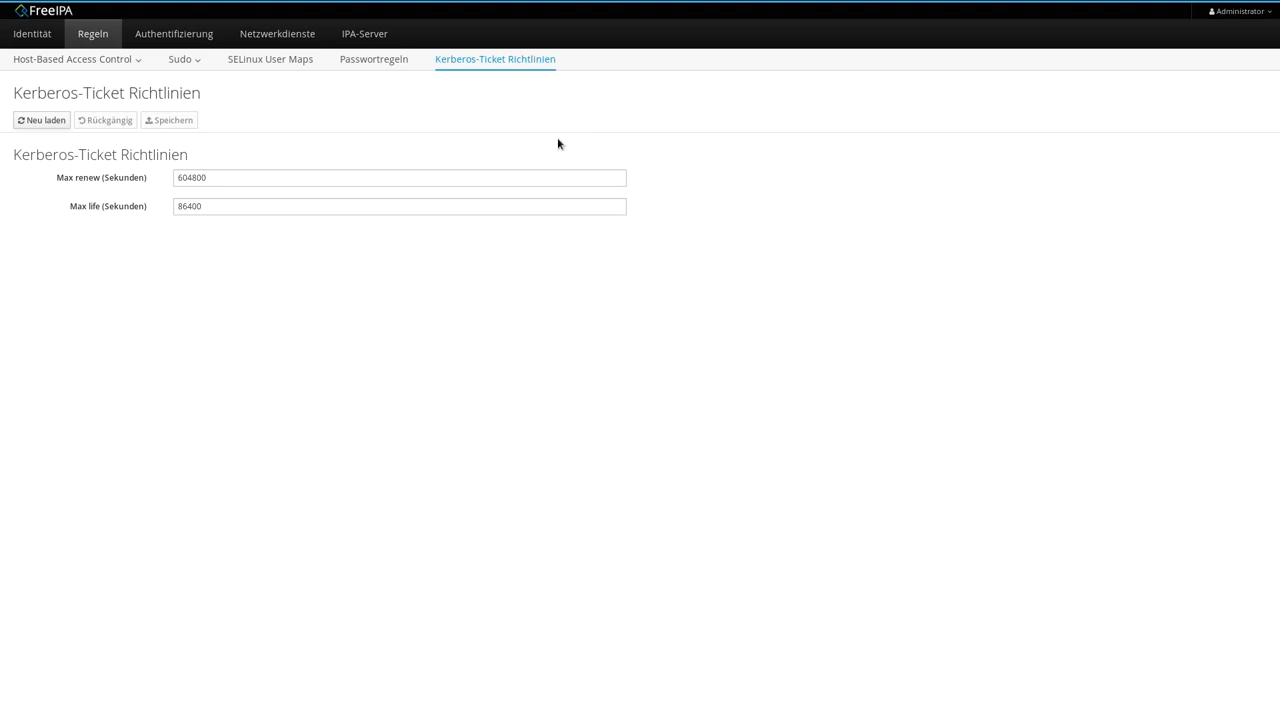 FreeIPA
Administrator
Identität Regeln Authentifizierung Netzwerkdienste IPA-Server
Host-Based Access Control Sudo SELinux User Maps Passwortregeln Kerberos-Ticket Richtlinien
Kerberos-Ticket Richtlinien
Neu laden Rückgängig Speichern
Kerberos-Ticket Richtlinien
Max renew (Sekunden) 604800
Max life (Sekunden) 86400